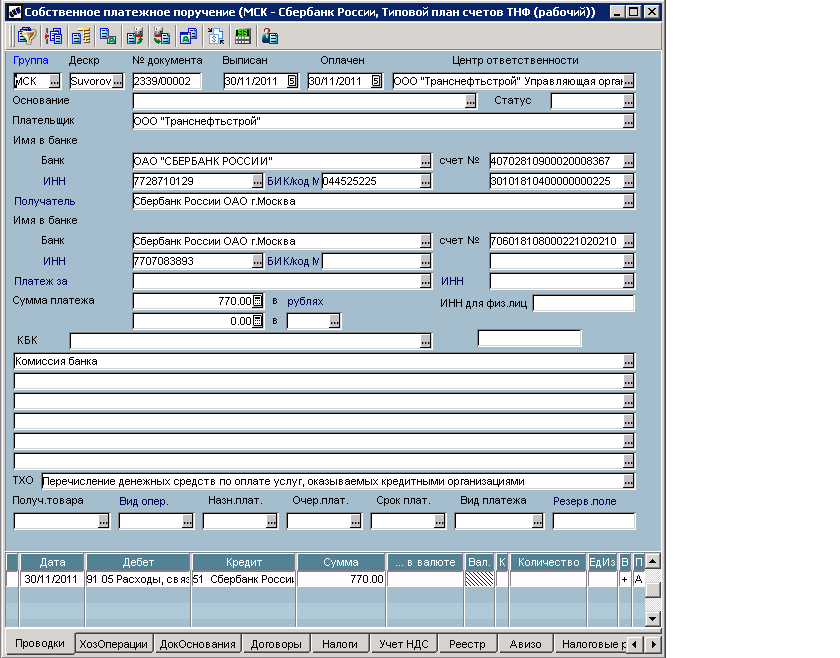 Собственное платежное поручение (МСК - Сбербанк России, Типовой план счетов ТНФ (рабочий))
Группа Дескр № документа Выписан Оплачен Центр ответственности
МСК ... Suvorov ... 2339/00002 30/11/2011 5 30/11/2011 5 ООО "Транснефтьстрой" Управляющая орган ...
Основание ... Статус ...
Плательщик ООО "Транснефтьстрой" ...
Имя в банке
Банк ОАО "СБЕРБАНК РОССИИ" ... счет № 40702810900020008367 ...
ИНН 7728710129 ... БИК/код М 044525225 ... 30101810400000000225 ...
Получатель Сбербанк России ОАО г.Москва ...
Имя в банке
Банк Сбербанк России ОАО г.Москва ... счет № 706018108000221020210 ...
ИНН 7707083893 ... БИК/код М ... ...
Платеж за ... ИНН ...
Сумма платежа 770.00 в рублях ИНН для физ.лиц
0.00 в ...
КБК ...
Комиссия банка ...
...
...
...
...
...
ТХО Перечисление денежных средств по оплате услуг, оказываемых кредитными организациями ...
Получ.товара Вид опер. Назн.плат. Очер.плат. Срок плат. Вид платежа Резерв.поле
... ... ... ... ... ...
Дата Дебет Кредит Сумма ... в валюте Вал. К Количество ЕдИз В П
30/11/2011 91 05 Расходы, связ 51 Сбербанк России 770.00 + А
Проводки ХозОперации ДокОснования Договоры Налоги Учет НДС Реестр Авизо Налоговые р